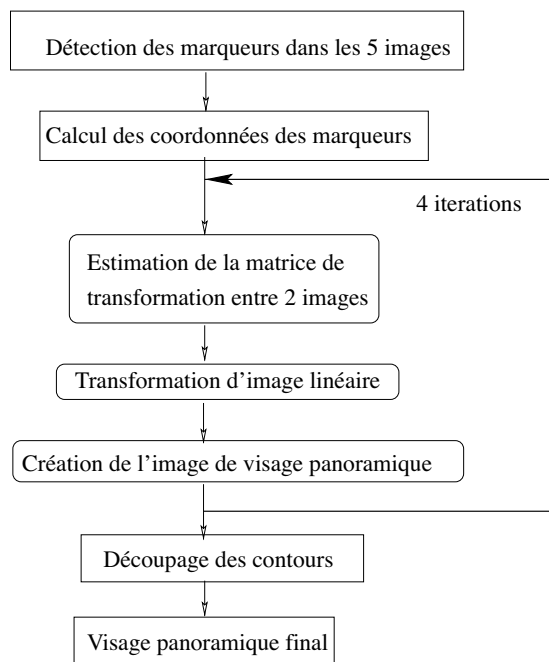 Détection des marqueurs dans les 5 images
Calcul des coordonnées des marqueurs
4 iterations
Estimation de la matrice de
transformation entre 2 images
Transformation d'image linéaire
Création de l'image de visage panoramique
Découpage des contours
Visage panoramique final